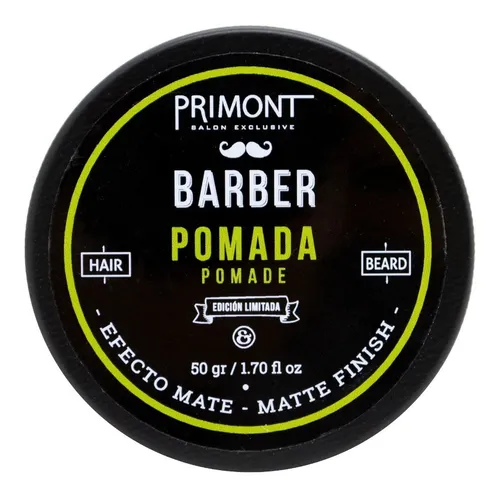 PRIMONT
SALON EXCLUSIVE
BARBER
POMADA
POMADE
HAIR
BEARD
EDICIÓN LIMITADA
&
50 gr / 1.70 fl oz
- EFECTO MATE - MATTE FINISH -